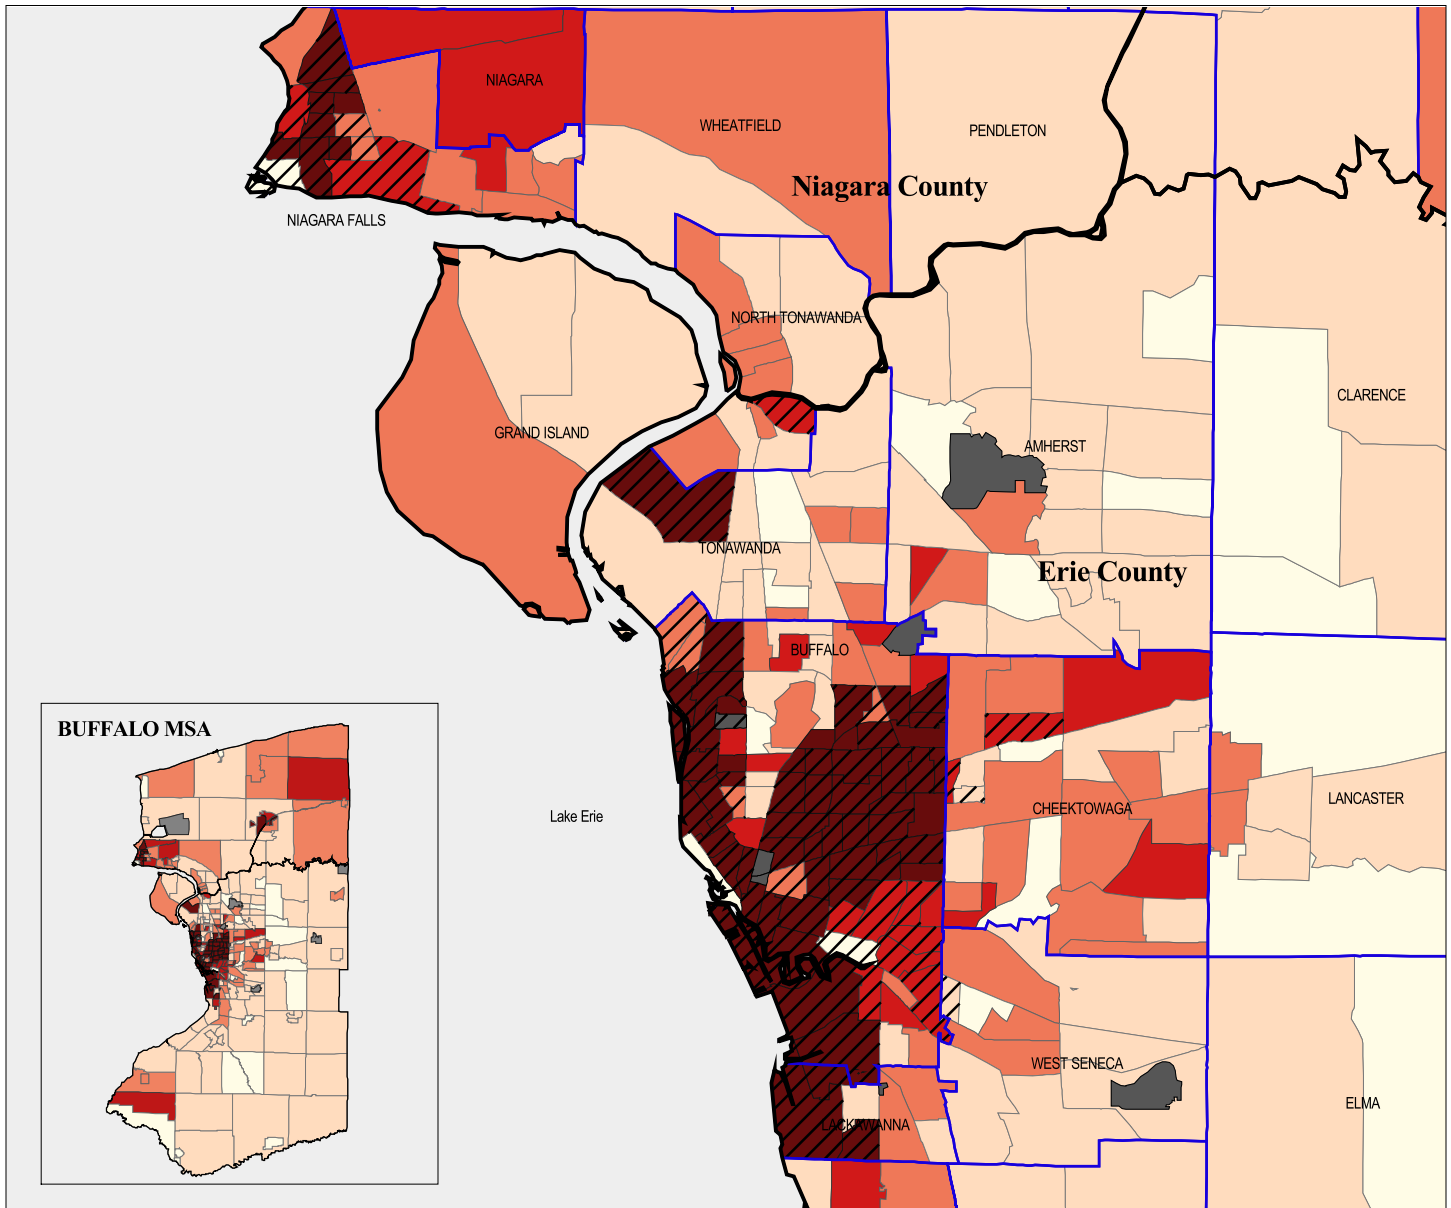 NIAGARA
WHEATFIELD
PENDLETON
Niagara County
NIAGARA FALLS
NORTH TONAWANDA
CLARENCE
GRAND ISLAND
AMHERST
TONAWANDA
Erie County
BUFFALO
BUFFALO MSA
LANCASTER
CHEEKTOWAGA
Lake Erie
WEST SENECA
ELMA
LACKAWANNA